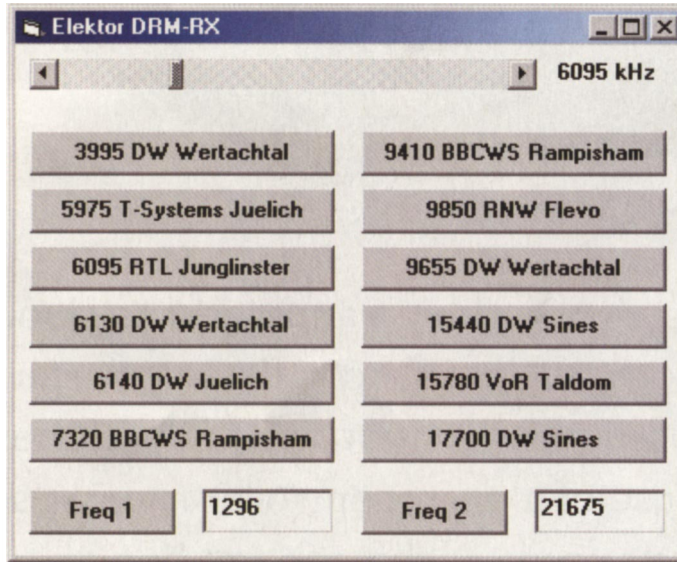 Elektor DRM-RX
6095 kHz
3995 DW Wertachtal
9410 BBCWS Rampisham
5975 T-Systems Juelich
9850 RNW Flevo
6095 RTL Junglinster
9655 DW Wertachtal
6130 DW Wertachtal
15440 DW Sines
6140 DW Juelich
15780 VoR Taldom
7320 BBCWS Rampisham
17700 DW Sines
Freq 1
1296
Freq 2
21675